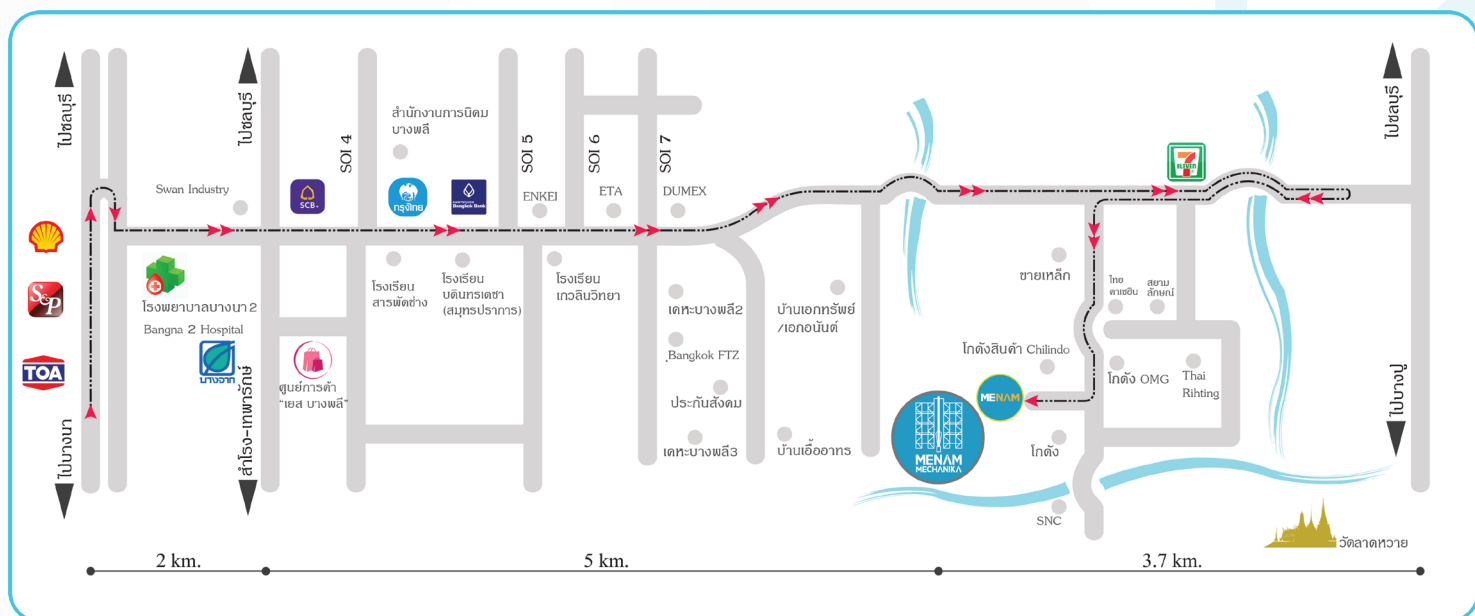 ไปชลบุรี
ไปชลบุรี
ไปชลบุรี
สำนักงานการนิคม
บางพลี
SOI 4
SOI 5
SOI 6
SOI 7
7
ELEVEN
Swan Industry
SCB+
กรุงไทย
Bangkok Bank
ENKEI
ETA
DUMEX
S&P
TOA
โรงพยาบาลบางนา 2
Bangna 2 Hospital
บางจาก
โรงเรียน
สารพัดช่าง
โรงเรียน
บดินทรเดชา
(สมุทรปราการ)
โรงเรียน
เทวลินวิทยา
ขายเหล็ก
ไทย
คาเซอิน
สยาม
ลักษณ์
เคหะบางพลี2
บ้านเอกทรัพย์
/เอกอนันต์
Bangkok FTZ
โกดังสินค้า Chilindo
โกดัง OMG
Thai
Rihting
ศูนย์การค้า
"เยส บางพลี"
ประกันสังคม
MENAM
MENAM
MECHANIKA
เคหะบางพลี3
บ้านเอื้ออาทร
โกดัง
ไปบางนา
สำโรง-เทพารักษ์
ไปบางนา
SNC
วัดลาดหวาย
2 km.
5 km.
3.7 km.